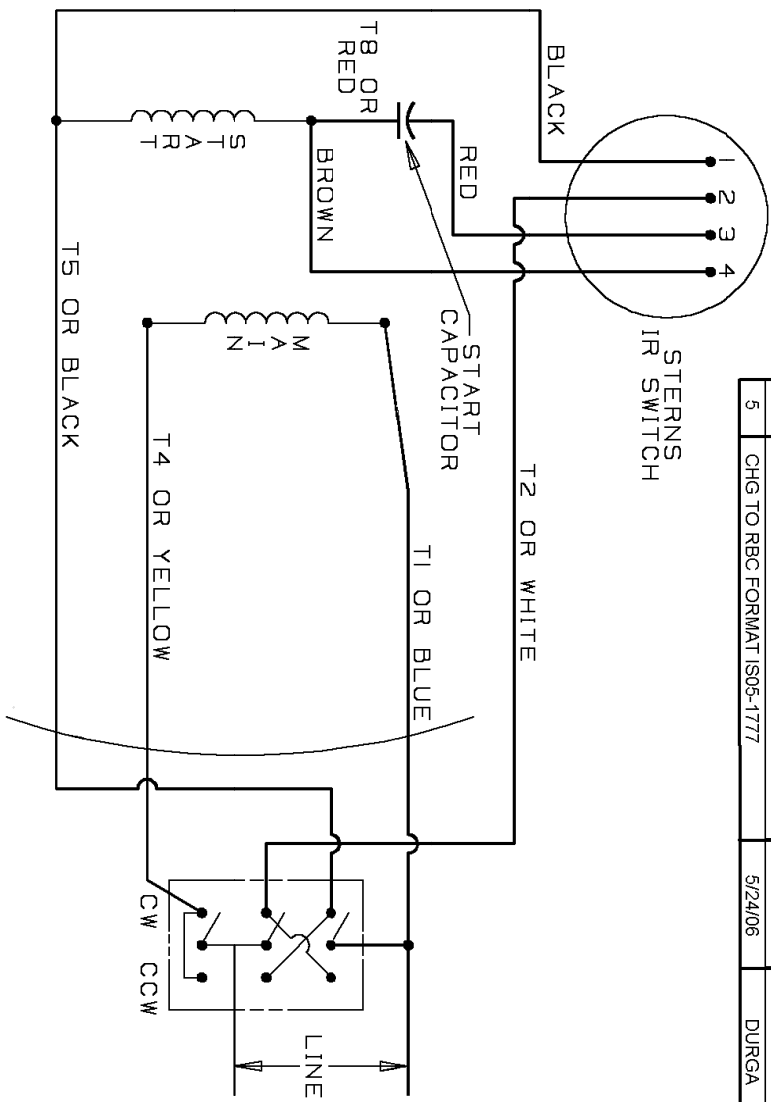 5 CHG TO RBC FORMAT IS05-1777 5/24/06 DURGA
STERNS
IR SWITCH
1
2
3
4
BLACK
RED
T8 OR
RED
BROWN
START
CAPACITOR
START
MAIN
T2 OR WHITE
T1 OR BLUE
T4 OR YELLOW
T5 OR BLACK
CW CCW
LINE